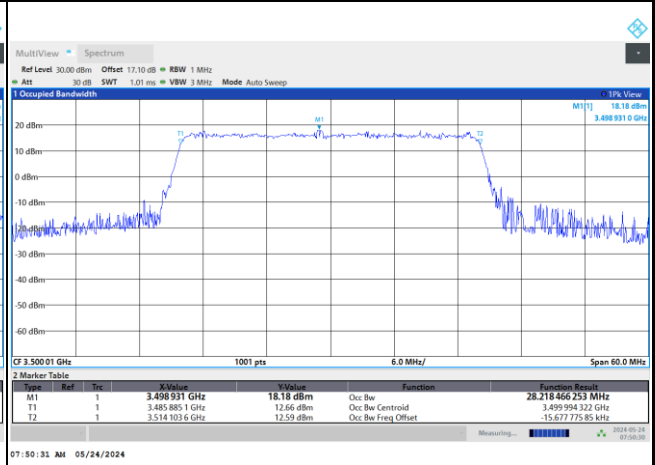 MultiView Spectrum
Ref Level 30.00 dBm Offset 17.10 dB RBW 1 MHz
Att 30 dB SWT 1.01 ms VBW 3 MHz Mode Auto Sweep
1 Occupied Bandwidth 1Pk View
M1[1] 18.18 dBm
3.498 931 0 GHz
M1
T1
T2
20 dBm
10 dBm
0 dBm
-10 dBm
-20 dBm
-30 dBm
-40 dBm
-50 dBm
-60 dBm
CF 3.500 01 GHz 1001 pts 6.0 MHz/ Span 60.0 MHz
2 Marker Table
Type Ref Trc X-Value Y-Value Function Function Result
M1 1 3.498 931 GHz 18.18 dBm Occ Bw 28.218 466 253 MHz
T1 1 3.485 885 1 GHz 12.66 dBm Occ Bw Centroid 3.499 994 322 GHz
T2 1 3.514 103 6 GHz 12.59 dBm Occ Bw Freq Offset -15.677 775 85 kHz
Measuring... 2024-05-24
07:50:30
07:50:31 AM 05/24/2024